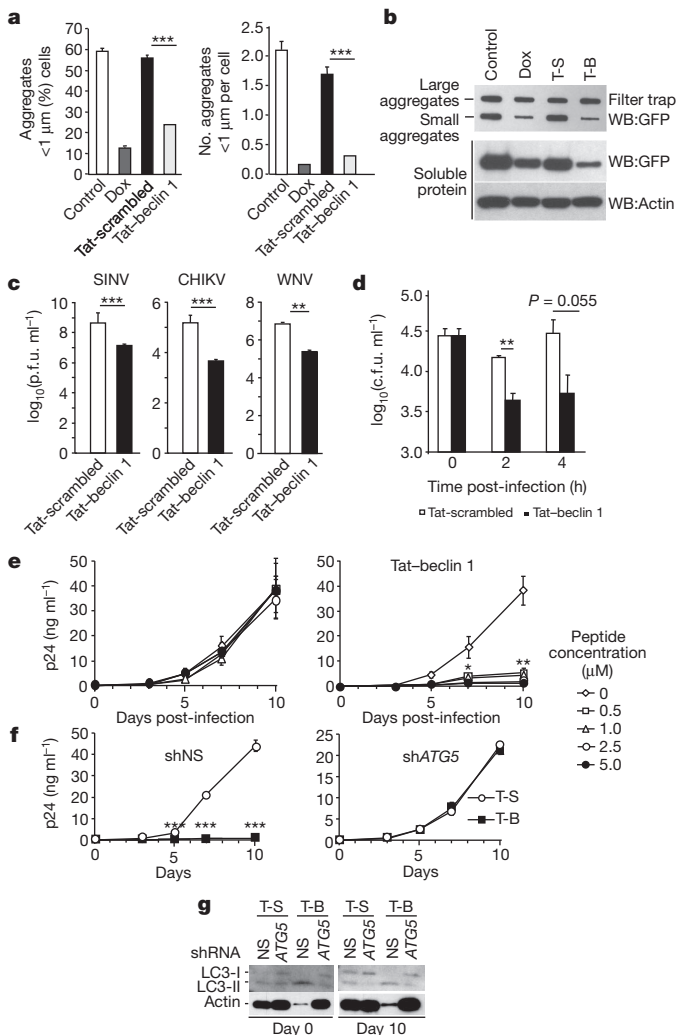 a
Aggregates
<1 μm (%) cells
70
60
50
40
30
20
10
0
***
Control
Dox
Tat-scrambled
Tat–beclin 1
No. aggregates
<1 μm per cell
2.5
2.0
1.5
1.0
0.5
0.0
***
Control
Dox
Tat-scrambled
Tat–beclin 1
b
Control
Dox
T-S
T-B
Large
aggregates
Small
aggregates
Filter trap
WB:GFP
Soluble
protein
WB:GFP
WB:Actin
c
log10(p.f.u. ml−1)
SINV
10
8
6
4
2
0
***
Tat-scrambled
Tat–beclin 1
CHIKV
6
4
2
0
***
Tat-scrambled
Tat–beclin 1
WNV
8
6
4
2
0
**
Tat-scrambled
Tat–beclin 1
d
log10(c.f.u. ml−1)
5.0
4.5
4.0
3.5
3.0
P = 0.055
**
0 2 4
Time post-infection (h)
Tat-scrambled Tat–beclin 1
e
p24 (ng ml−1)
50
40
30
20
10
0
0 5 10
Days post-infection
Tat–beclin 1
50
40
30
20
10
0
* **
0 5 10
Days post-infection
Peptide
concentration
(μM)
0
0.5
1.0
2.5
5.0
f
p24 (ng ml−1)
shNS
50
40
30
20
10
0
*** *** ***
0 5 10
Days
shATG5
25
20
15
10
5
0
T-S
T-B
0 5 10
Days
g
T-S T-B T-S T-B
shRNA NS ATG5 NS ATG5 NS ATG5 NS ATG5
LC3-I
LC3-II
Actin
Day 0 Day 10